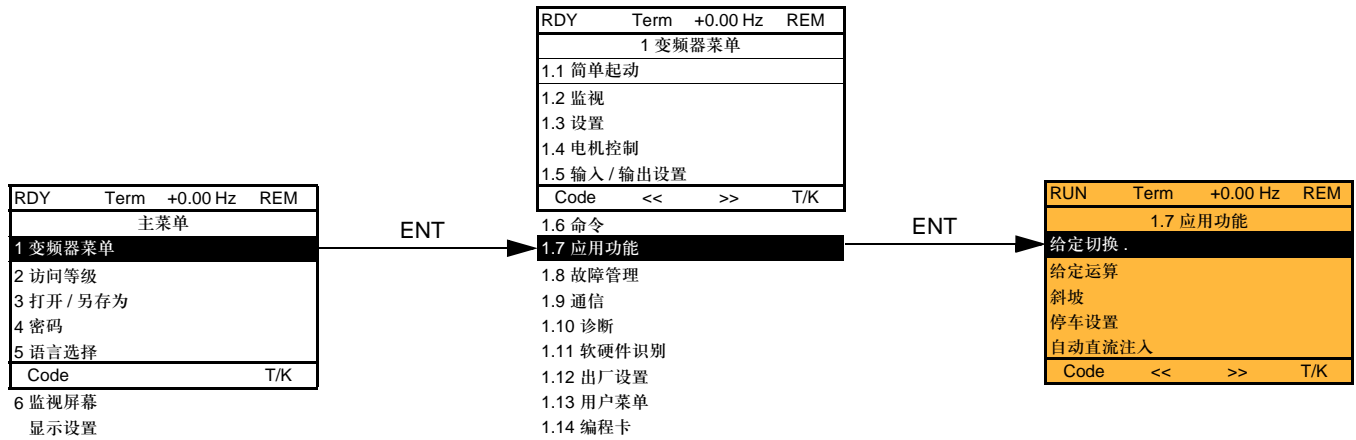 RDY Term +0.00 Hz REM
主菜单
1 变频器菜单
2 访问等级
3 打开 / 另存为
4 密码
5 语言选择
Code T/K
6 监视屏幕
显示设置
ENT
RDY Term +0.00 Hz REM
1 变频器菜单
1.1 简单起动
1.2 监视
1.3 设置
1.4 电机控制
1.5 输入 / 输出设置
Code << >> T/K
1.6 命令
1.7 应用功能
1.8 故障管理
1.9 通信
1.10 诊断
1.11 软硬件识别
1.12 出厂设置
1.13 用户菜单
1.14 编程卡
ENT
RUN Term +0.00 Hz REM
1.7 应用功能
给定切换 .
给定运算
斜坡
停车设置
自动直流注入
Code << >> T/K